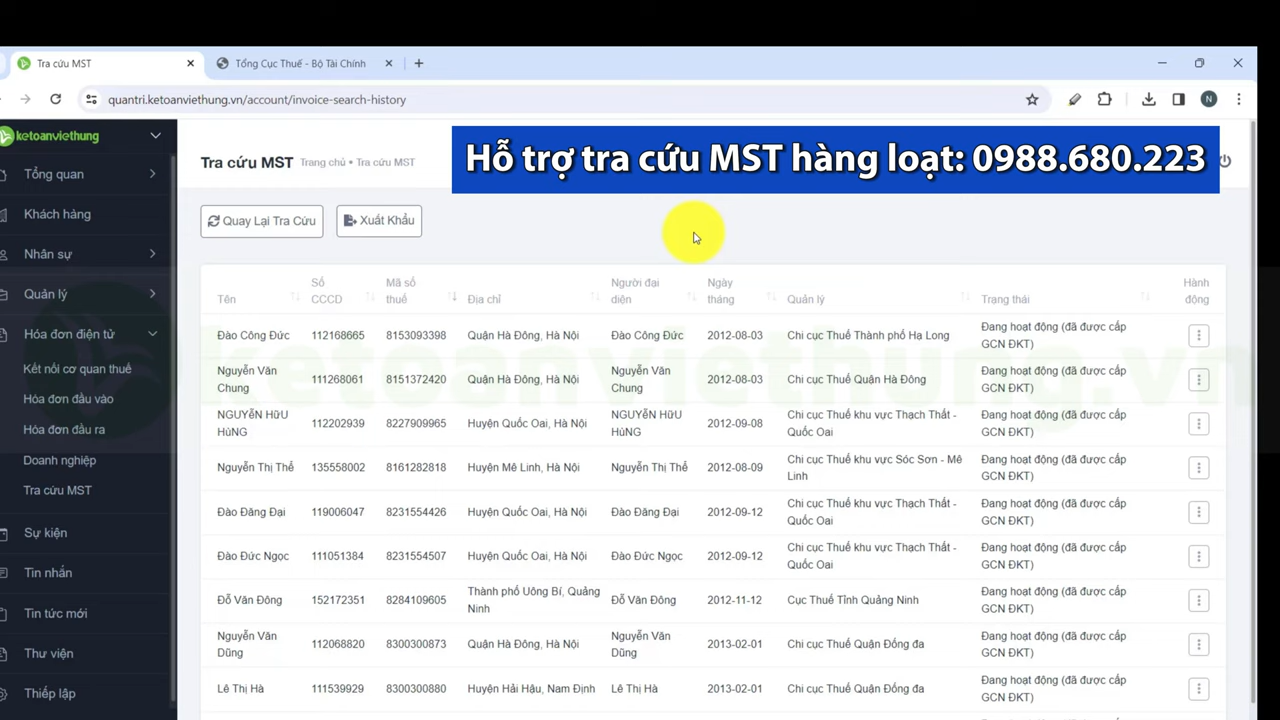 Tra cứu MST
Tổng Cục Thuế - Bộ Tài Chính
quantri.ketoanviethung.vn/account/invoice-search-history
N
ketoanviethung
Tổng quan
Khách hàng
Nhân sự
Quản lý
Hóa đơn điện tử
Kết nối cơ quan thuế
Hóa đơn đầu vào
Hóa đơn đầu ra
Doanh nghiệp
Tra cứu MST
Sự kiện
Tin nhắn
Tin tức mới
Thư viện
Thiếp lập
Tra cứu MST Trang chủ • Tra cứu MST
Hỗ trợ tra cứu MST hàng loạt: 0988.680.223
Quay Lại Tra Cứu Xuất Khẩu
Tên
Số
CCCD
Mã số
thuế
Địa chỉ
Người đại
diện
Ngày
tháng
Quản lý
Trạng thái
Hành
động
Đào Công Đức 112168665 8153093398 Quận Hà Đông, Hà Nội Đào Công Đức 2012-08-03 Chi cục Thuế Thành phố Hạ Long
Đang hoạt động (đã được cấp
GCN ĐKT)
Nguyễn Văn
Chung
111268061 8151372420 Quận Hà Đông, Hà Nội
Nguyễn Văn
Chung
2012-08-03 Chi cục Thuế Quận Hà Đông
Đang hoạt động (đã được cấp
GCN ĐKT)
NGUYễN HữU
HùNG
112202939 8227909965 Huyện Quốc Oai, Hà Nội
NGUYễN HữU
HùNG
2012-09-08
Chi cục Thuế khu vực Thạch Thất -
Quốc Oai
Đang hoạt động (đã được cấp
GCN ĐKT)
Nguyễn Thị Thể 135558002 8161282818 Huyện Mê Linh, Hà Nội Nguyễn Thị Thể 2012-08-09
Chi cục Thuế khu vực Sóc Sơn - Mê
Linh
Đang hoạt động (đã được cấp
GCN ĐKT)
Đào Đăng Đại 119006047 8231554426 Huyện Quốc Oai, Hà Nội Đào Đăng Đại 2012-09-12
Chi cục Thuế khu vực Thạch Thất -
Quốc Oai
Đang hoạt động (đã được cấp
GCN ĐKT)
Đào Đức Ngọc 111051384 8231554507 Huyện Quốc Oai, Hà Nội Đào Đức Ngọc 2012-09-12
Chi cục Thuế khu vực Thạch Thất -
Quốc Oai
Đang hoạt động (đã được cấp
GCN ĐKT)
Đỗ Văn Đông 152172351 8284109605
Thành phố Uông Bí, Quảng
Ninh
Đỗ Văn Đông 2012-11-12 Cục Thuế Tỉnh Quảng Ninh
Đang hoạt động (đã được cấp
GCN ĐKT)
Nguyễn Văn
Dũng
112068820 8300300873 Quận Hà Đông, Hà Nội
Nguyễn Văn
Dũng
2013-02-01 Chi cục Thuế Quận Đống đa
Đang hoạt động (đã được cấp
GCN ĐKT)
Lê Thị Hà 111539929 8300300880 Huyện Hải Hậu, Nam Định Lê Thị Hà 2013-02-01 Chi cục Thuế Quận Đống đa
Đang hoạt động (đã được cấp
GCN ĐKT)
ketoanviethung.vn